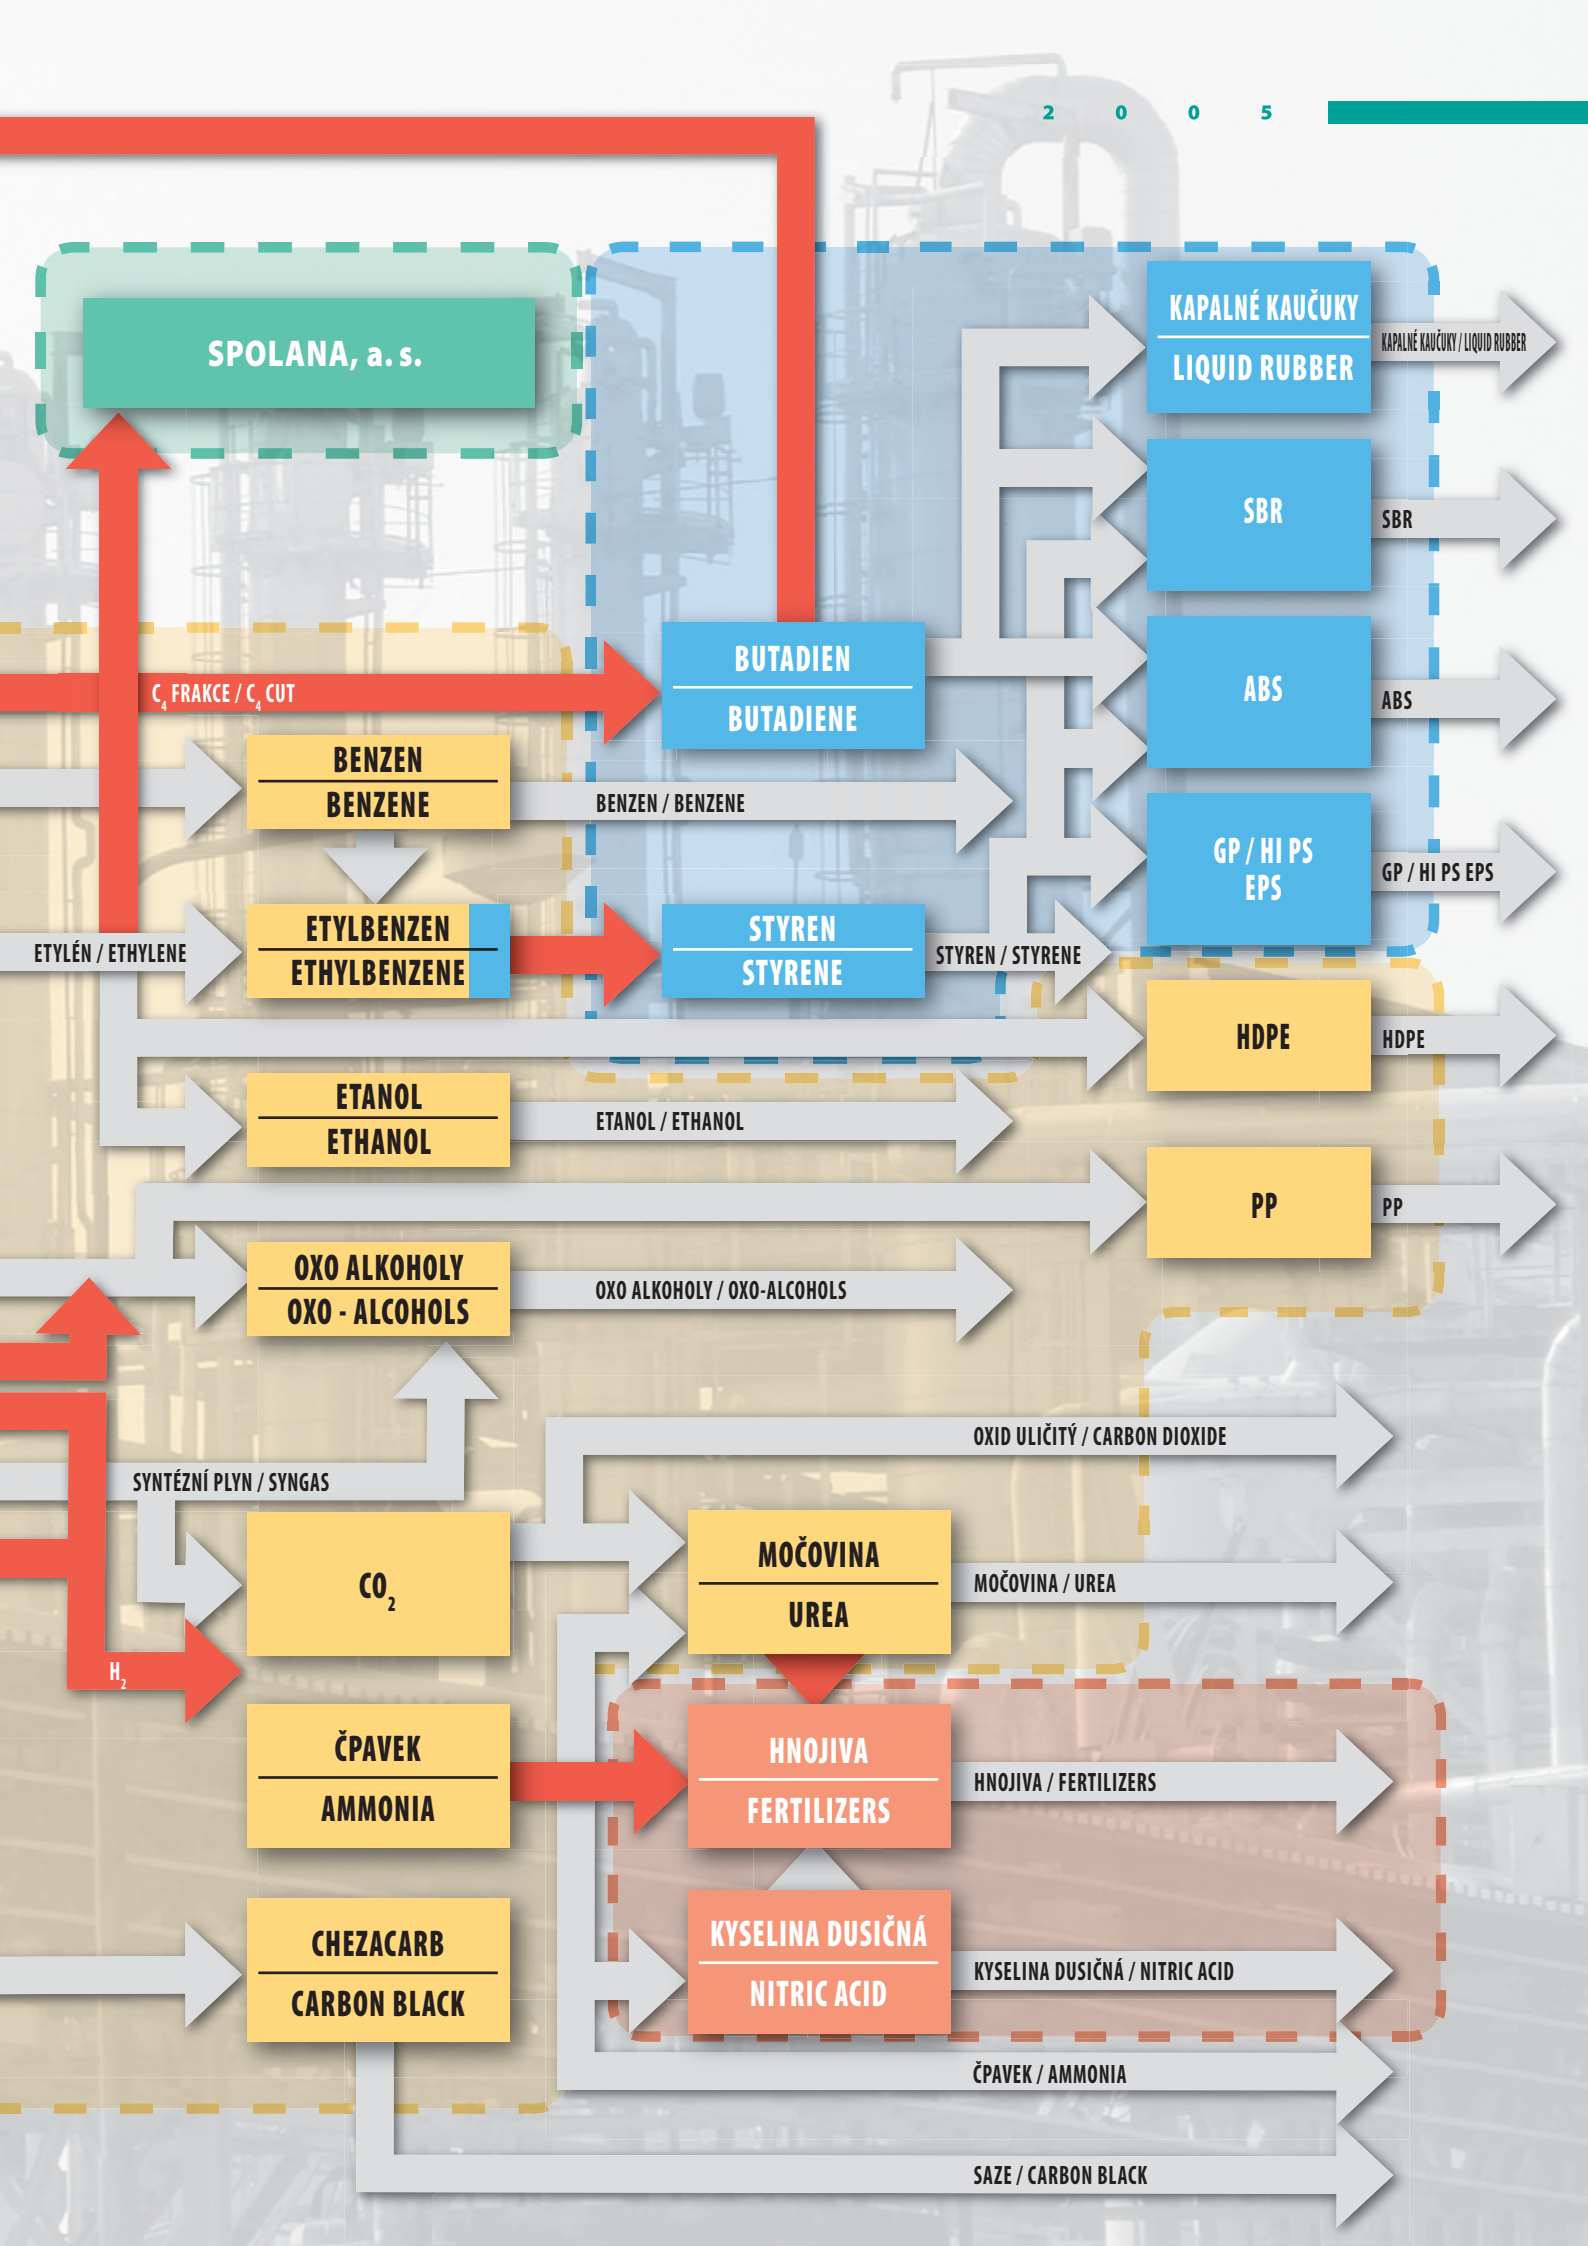 2 0 0 5
SPOLANA, a. s.
KAPALNÉ KAUČUKY
LIQUID RUBBER
KAPALNÉ KAUČUKY / LIQUID RUBBER
SBR
SBR
BUTADIEN
BUTADIENE
ABS
ABS
C4 FRAKCE / C4 CUT
BENZEN
BENZENE
BENZEN / BENZENE
GP / HI PS
EPS
GP / HI PS EPS
ETYLÉN / ETHYLENE
ETYLBENZEN
ETHYLBENZENE
STYREN
STYRENE
STYREN / STYRENE
HDPE
HDPE
ETANOL
ETHANOL
ETANOL / ETHANOL
PP
PP
OXO ALKOHOLY
OXO - ALCOHOLS
OXO ALKOHOLY / OXO-ALCOHOLS
OXID ULIČITÝ / CARBON DIOXIDE
SYNTÉZNÍ PLYN / SYNGAS
CO2
MOČOVINA
UREA
MOČOVINA / UREA
H2
ČPAVEK
AMMONIA
HNOJIVA
FERTILIZERS
HNOJIVA / FERTILIZERS
CHEZACARB
CARBON BLACK
KYSELINA DUSIČNÁ
NITRIC ACID
KYSELINA DUSIČNÁ / NITRIC ACID
ČPAVEK / AMMONIA
SAZE / CARBON BLACK